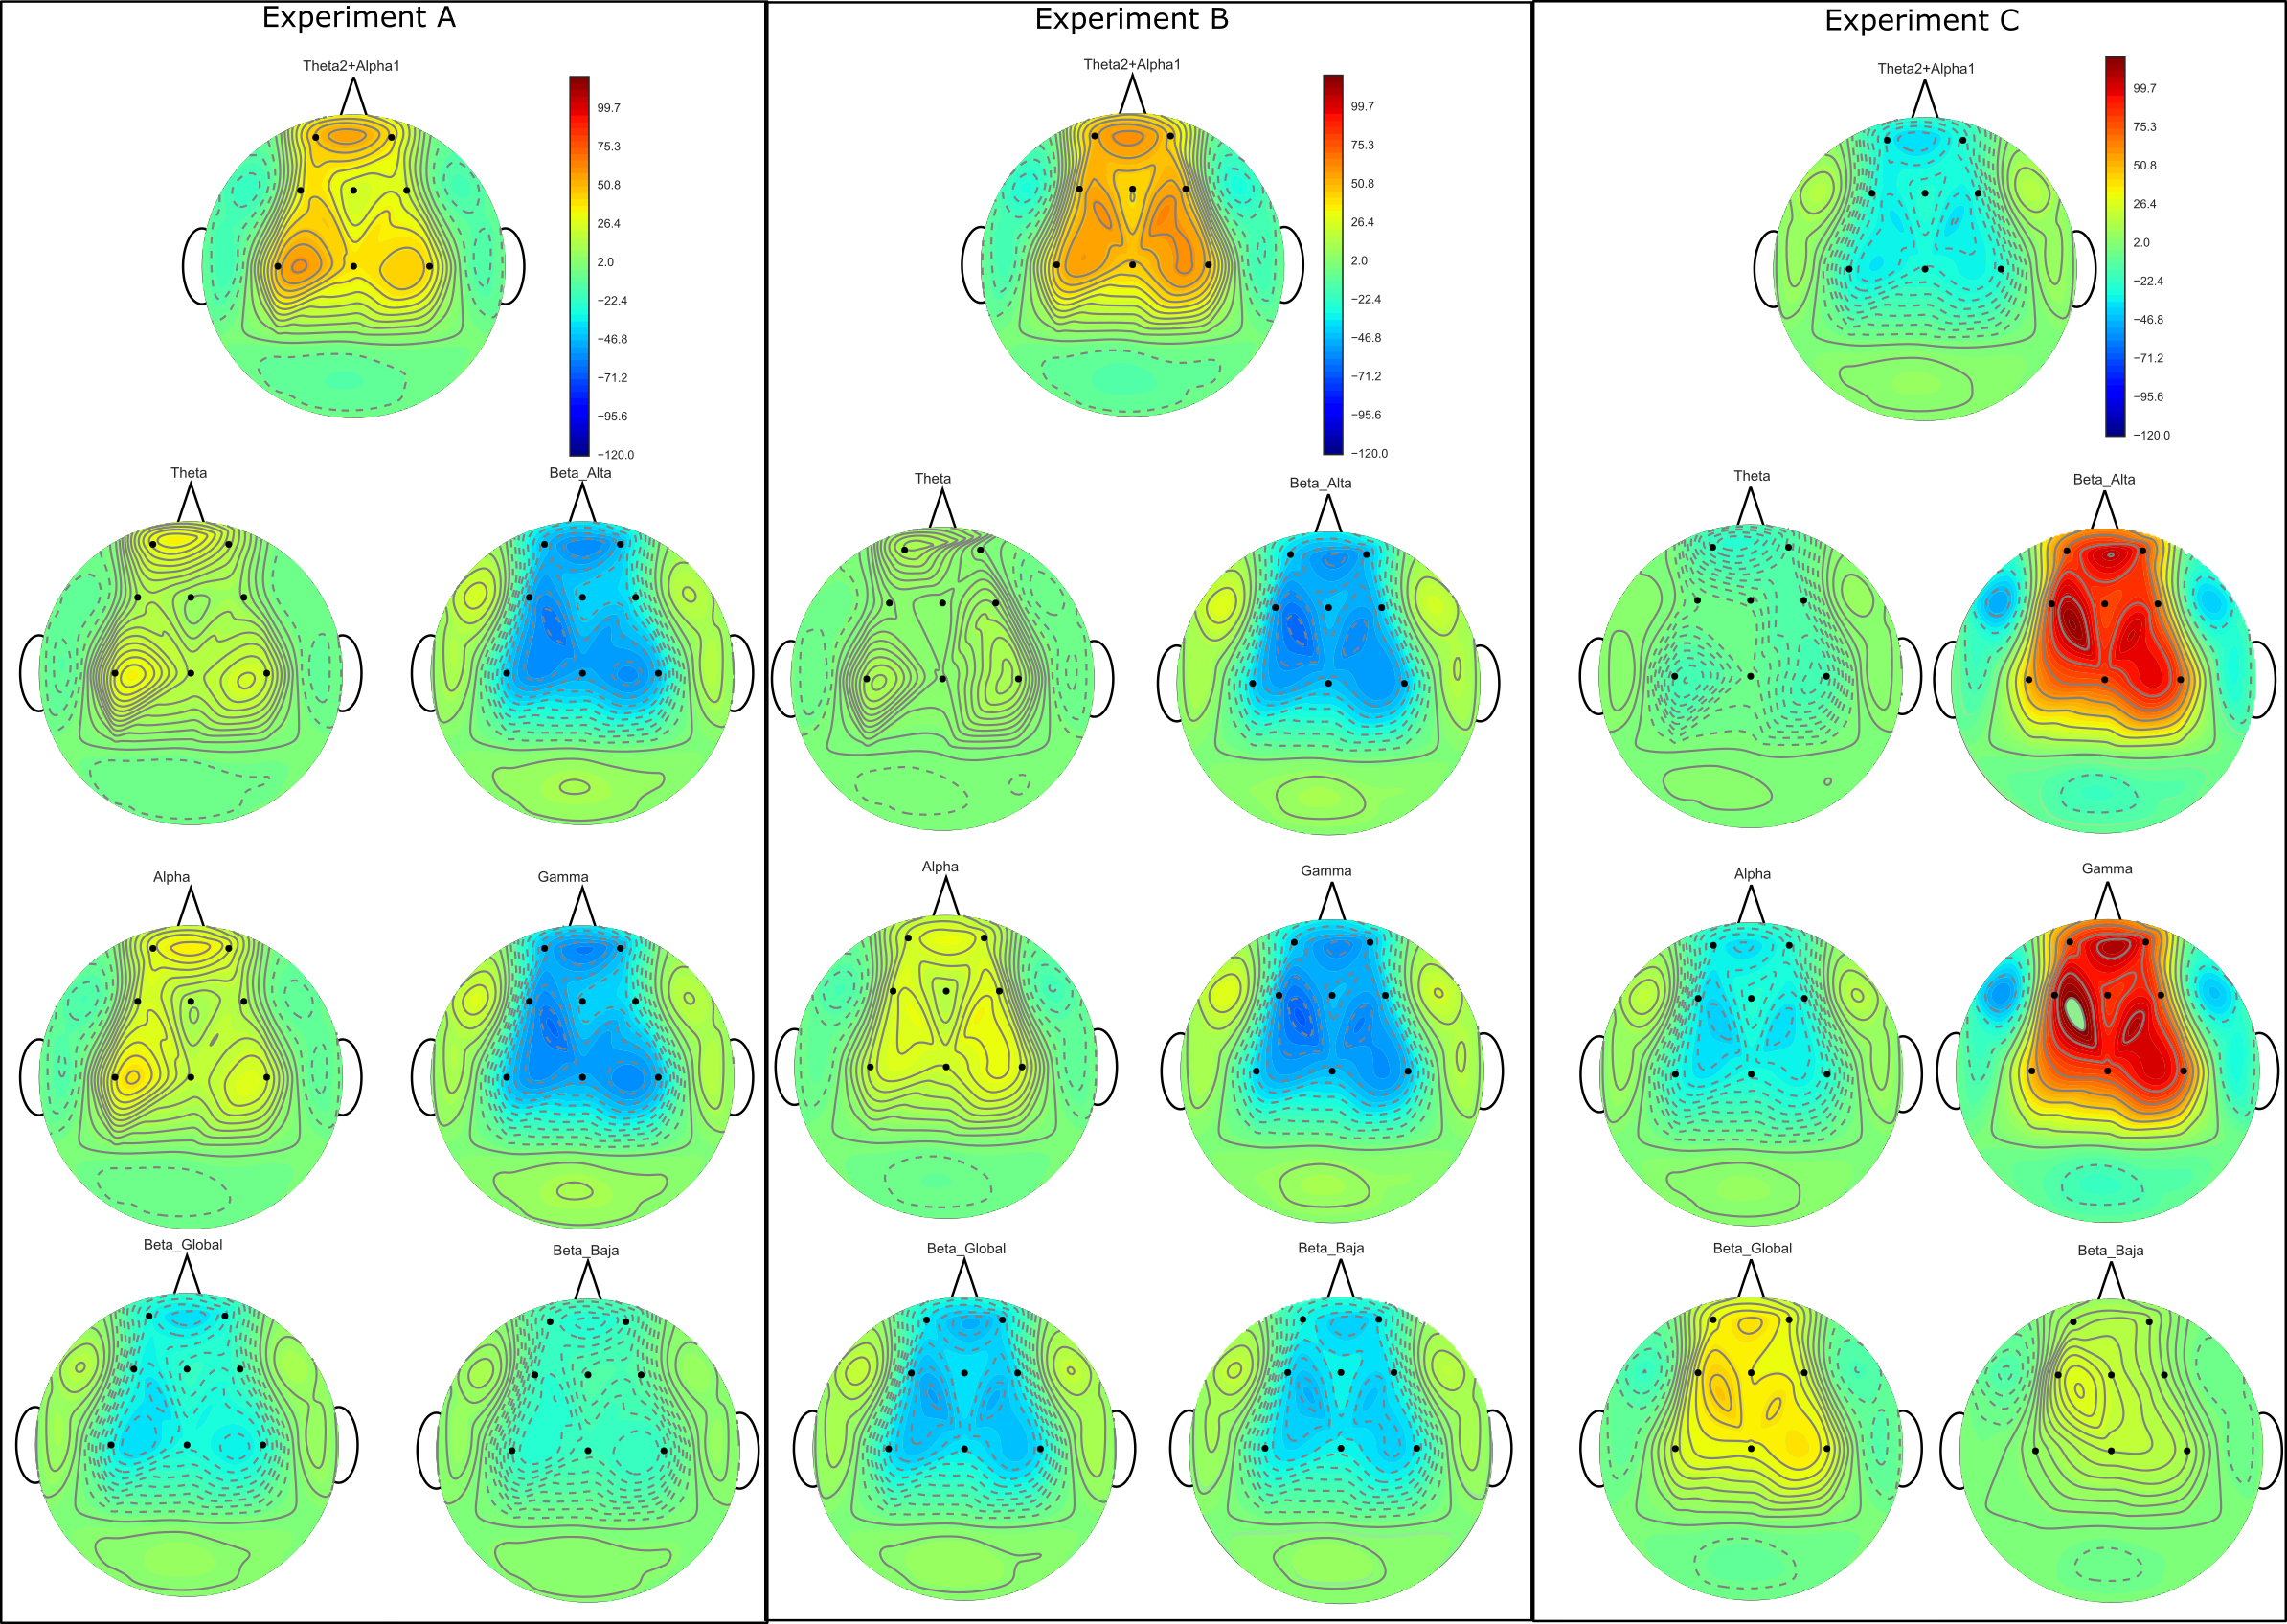 Experiment A
Theta2+Alpha1
99.7
75.3
50.8
26.4
2.0
−22.4
−46.8
−71.2
−95.6
−120.0
Theta
Beta_Alta
Alpha
Gamma
Beta_Global
Beta_Baja
Experiment B
Theta2+Alpha1
99.7
75.3
50.8
26.4
2.0
−22.4
−46.8
−71.2
−95.6
−120.0
Theta
Beta_Alta
Alpha
Gamma
Beta_Global
Beta_Baja
Experiment C
Theta2+Alpha1
99.7
75.3
50.8
26.4
2.0
−22.4
−46.8
−71.2
−95.6
−120.0
Theta
Beta_Alta
Alpha
Gamma
Beta_Global
Beta_Baja